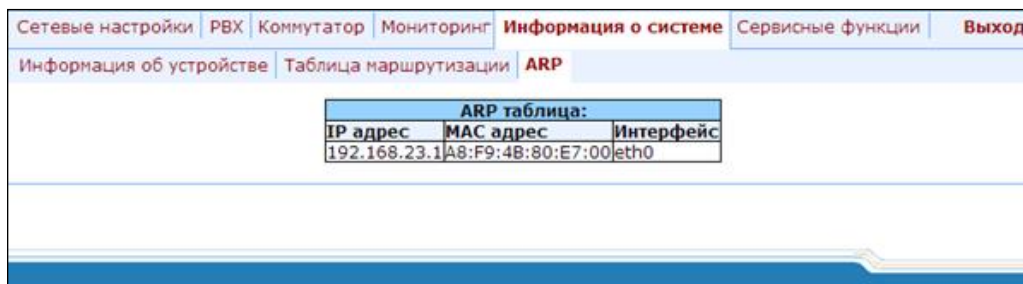 Сетевые настройки PBX Коммутатор Мониторинг Информация о системе Сервисные функции Выход
Информация об устройстве Таблица маршрутизации ARP
ARP таблица:
IP адрес MAC адрес Интерфейс
192.168.23.1 A8:F9:4B:80:E7:00 eth0